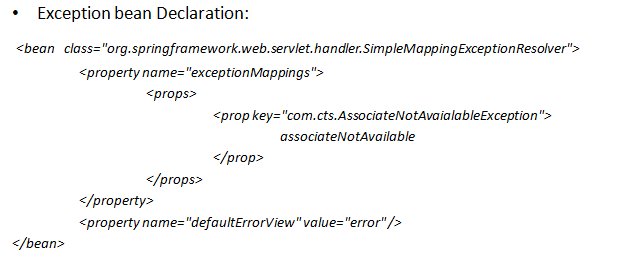 • Exception bean Declaration:
<bean class="org.springframework.web.servlet.handler.SimpleMappingExceptionResolver">
<property name="exceptionMappings">
<props>
<prop key="com.cts.AssociateNotAvaialableException">
associateNotAvailable
</prop>
</props>
</property>
<property name="defaultErrorView" value="error"/>
</bean>